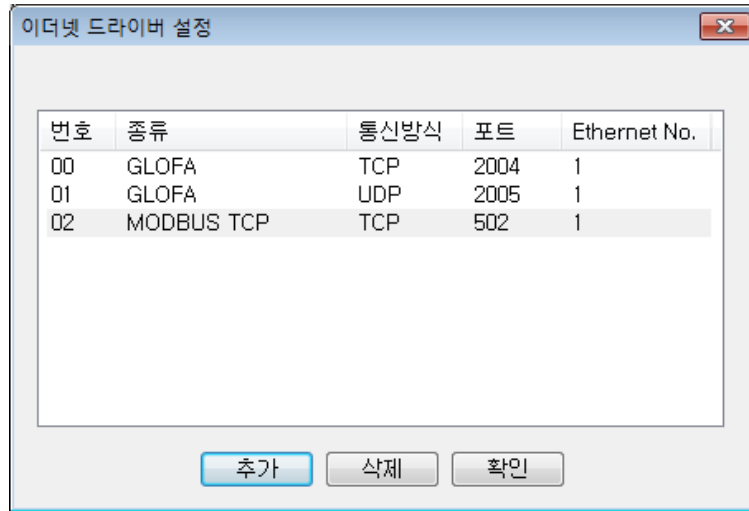 이더넷 드라이버 설정
번호 종류 통신방식 포트 Ethernet No.
00 GLOFA TCP 2004 1
01 GLOFA UDP 2005 1
02 MODBUS TCP TCP 502 1
추가 삭제 확인